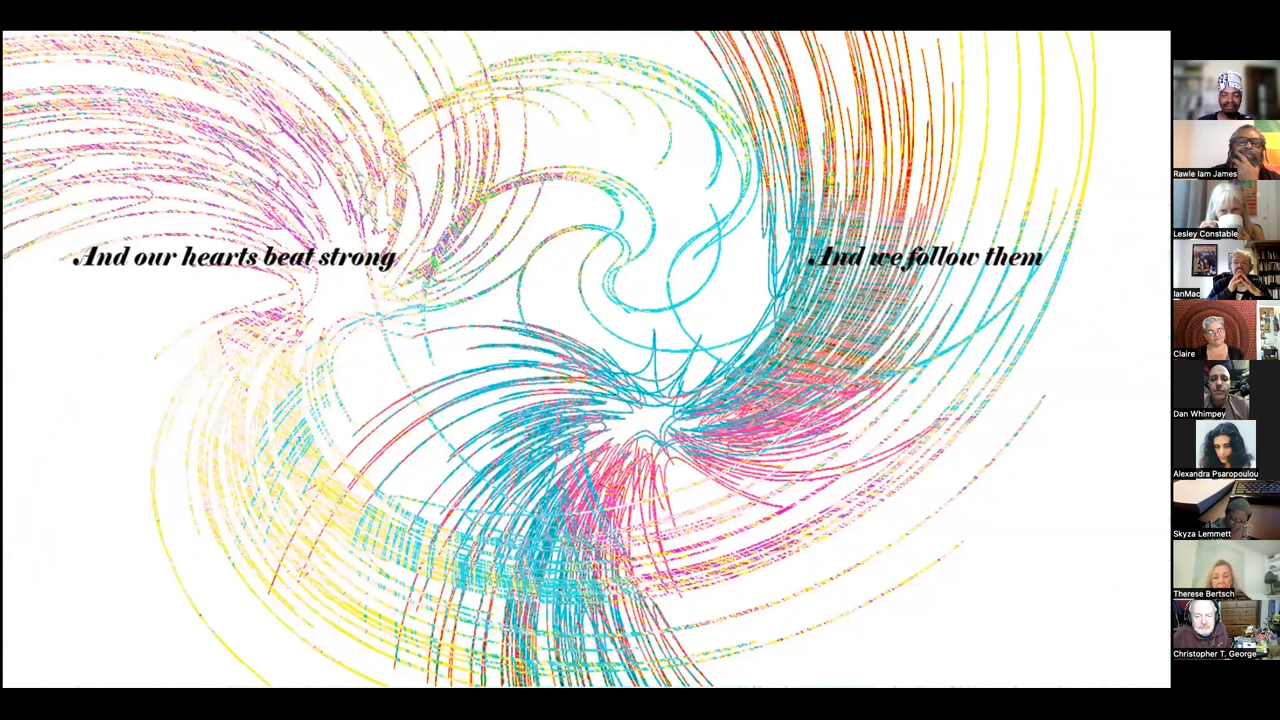 And our hearts beat strong
And we follow them
Rawle Iam James
Lesley Constable
IanMac
Claire
Dan Whimpey
Alexandra Psaropoulou
Skyza Lemmett
Therese Bertsch
Christopher T. George